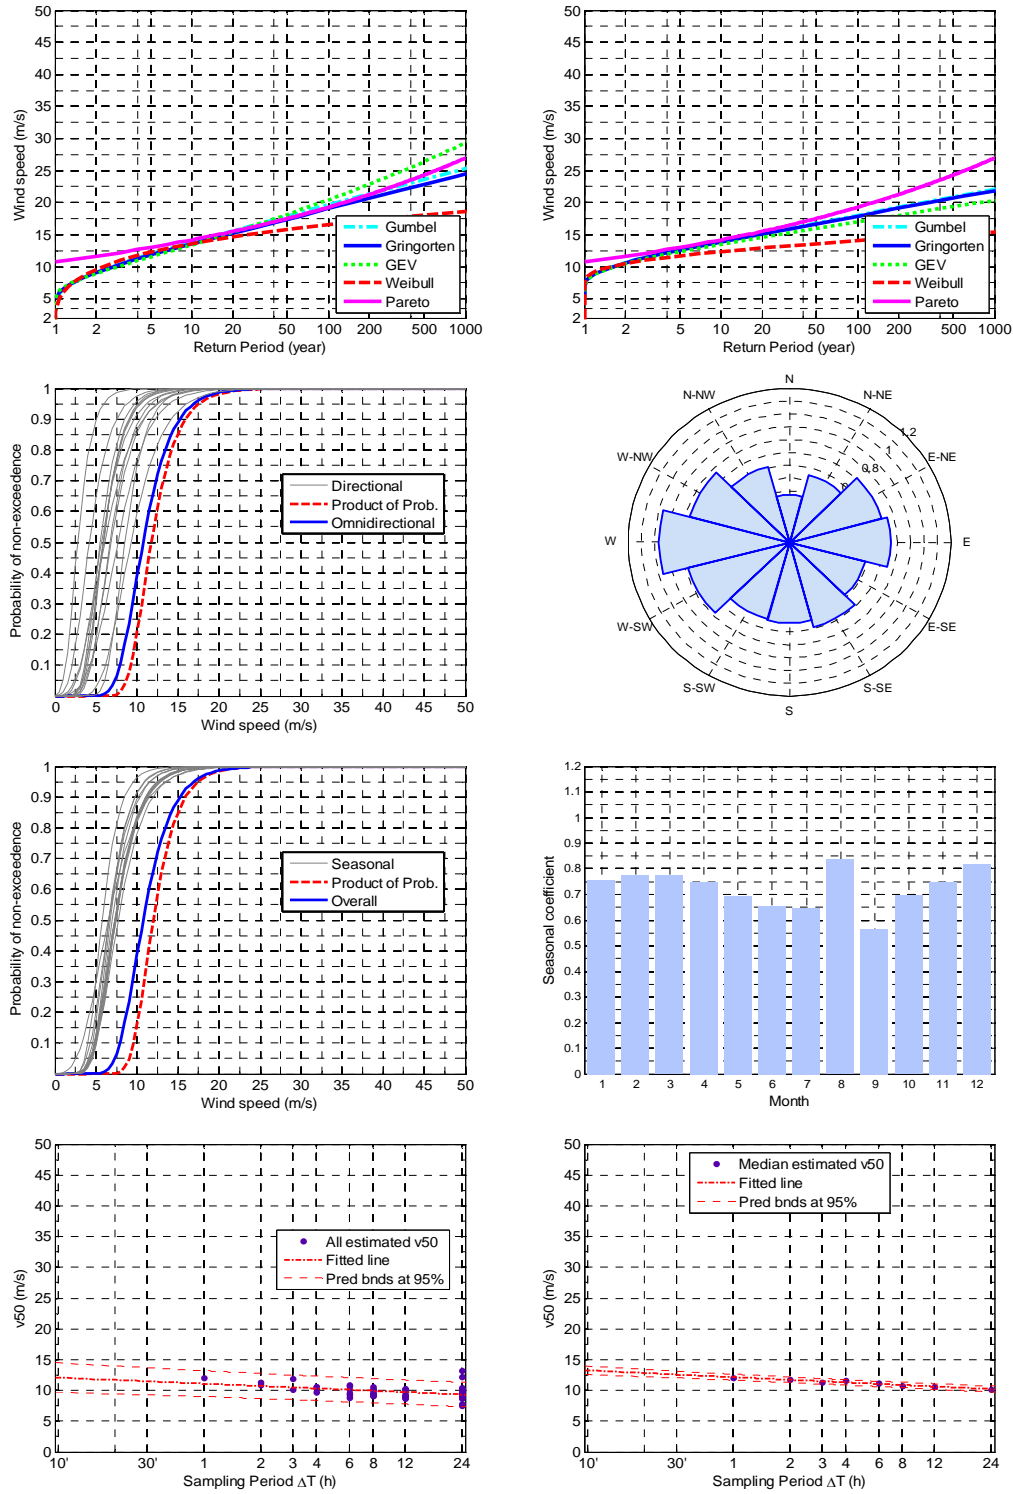 50
45
40
35
30
25
20
15
10
5
2
Wind speed (m/s)
1 2 5 10 20 50 100 200 500 1000
Return Period (year)
Gumbel
Gringorten
GEV
Weibull
Pareto
50
45
40
35
30
25
20
15
10
5
2
Wind speed (m/s)
1 2 5 10 20 50 100 200 500 1000
Return Period (year)
Gumbel
Gringorten
GEV
Weibull
Pareto
1
0.9
0.8
0.7
0.6
0.5
0.4
0.3
0.2
0.1
Probability of non-exceedence
0 5 10 15 20 25 30 35 40 45 50
Wind speed (m/s)
Directional
Product of Prob.
Omnidirectional
N
N-NE
E-NE
E
E-SE
S-SE
S
S-SW
W-SW
W
W-NW
N-NW
1.2
1
0.8
1
0.9
0.8
0.7
0.6
0.5
0.4
0.3
0.2
0.1
Probability of non-exceedence
0 5 10 15 20 25 30 35 40 45 50
Wind speed (m/s)
Seasonal
Product of Prob.
Overall
1.2
1.1
1
0.9
0.8
0.7
0.6
0.5
0.4
0.3
0.2
0.1
0
Seasonal coefficient
1 2 3 4 5 6 7 8 9 10 11 12
Month
50
45
40
35
30
25
20
15
10
5
0
v50 (m/s)
10' 30' 1 2 3 4 6 8 12 24
Sampling Period ΔT (h)
All estimated v50
Fitted line
Pred bnds at 95%
50
45
40
35
30
25
20
15
10
5
0
v50 (m/s)
10' 30' 1 2 3 4 6 8 12 24
Sampling Period ΔT (h)
Median estimated v50
Fitted line
Pred bnds at 95%